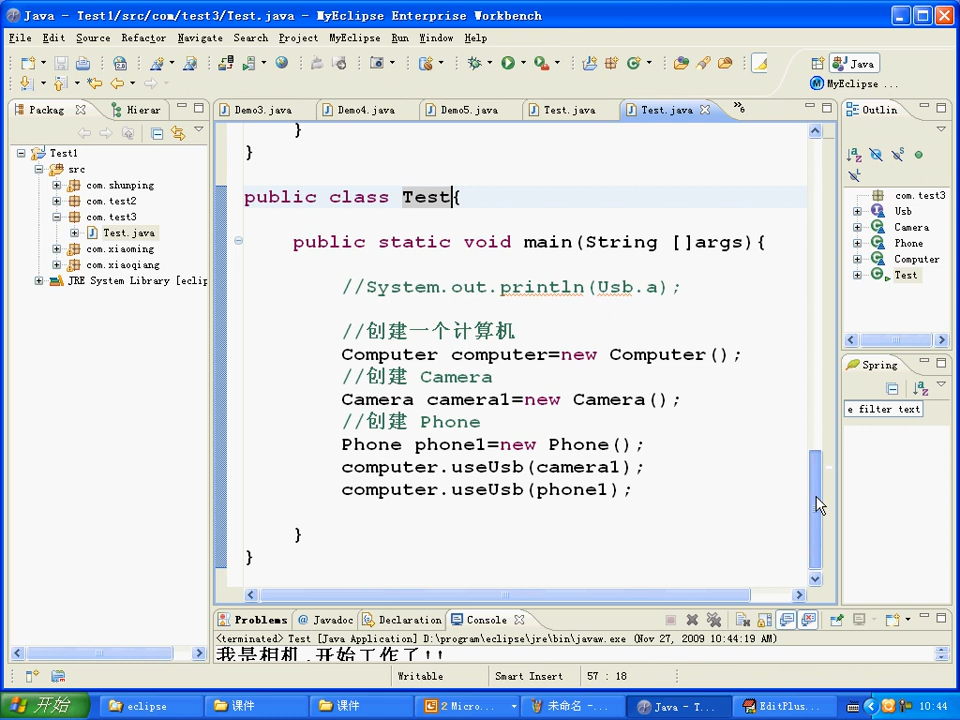 Java - Test1/src/com/test3/Test.java - MyEclipse Enterprise Workbench
File Edit Source Refactor Navigate Search Project MyEclipse Run Window Help
Java
MyEclipse ...
Packag
Hierar
Demo3.java
Demo4.java
Demo5.java
Test.java
Test.java
»6
Outlin
Test1
src
com.shunping
com.test2
com.test3
Test.java
com.xiaoming
com.xiaoqiang
JRE System Library [eclip
}
}
public class Test{
public static void main(String []args){
//System.out.println(Usb.a);
//创建一个计算机
Computer computer=new Computer();
//创建 Camera
Camera camera1=new Camera();
//创建 Phone
Phone phone1=new Phone();
computer.useUsb(camera1);
computer.useUsb(phone1);
}
}
com.test3
Usb
Camera
Phone
Computer
Test
Spring
e filter text
Problems
@ Javadoc
Declaration
Console
<terminated> Test [Java Application] D:\program\eclipse\jre\bin\javaw.exe (Nov 27, 2009 10:44:19 AM)
我是相机,开始工作了!!
Writable
Smart Insert
57 : 18
开始
eclipse
课件
课件
2 Micro...
未命名 -...
Java - T...
EditPlus...
10:44